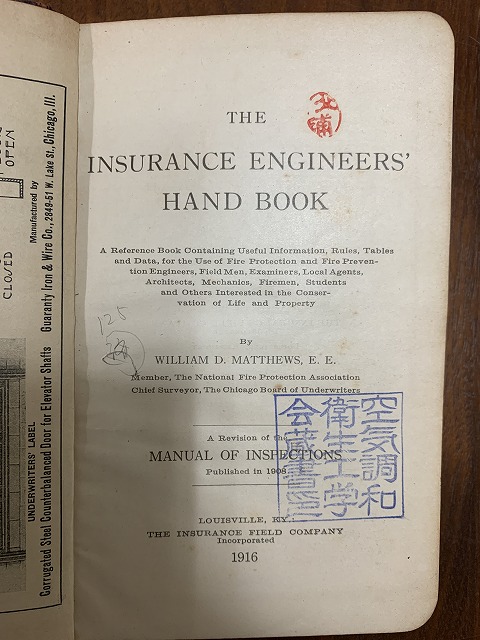 THE
INSURANCE ENGINEERS'
HAND BOOK
A Reference Book Containing Useful Information, Rules, Tables
and Data, for the Use of Fire Protection and Fire Preven-
tion Engineers, Field Men, Examiners, Local Agents,
Architects, Mechanics, Firemen, Students
and Others Interested in the Conser-
vation of Life and Property
125
By
WILLIAM D. MATTHEWS, E. E.
Member, The National Fire Protection Association
Chief Surveyor, The Chicago Board of Underwriters
A Revision of the
MANUAL OF INSPECTIONS
Published in 1908
空気調和
衛生工学
会蔵書印
LOUISVILLE, KY.
THE INSURANCE FIELD COMPANY
Incorporated
1916
OPEN
CLOSED
Manufactured by
Guaranty Iron & Wire Co., 2849-51 W. Lake St., Chicago, Ill.
UNDERWRITERS' LABEL
Corrugated Steel Counterbalanced Door for Elevator Shafts